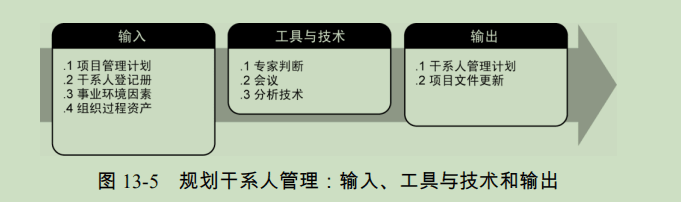 输入
.1 项目管理计划
.2 干系人登记册
.3 事业环境因素
.4 组织过程资产
工具与技术
.1 专家判断
.2 会议
.3 分析技术
输出
.1 干系人管理计划
.2 项目文件更新
图 13-5 规划干系人管理：输入、工具与技术和输出